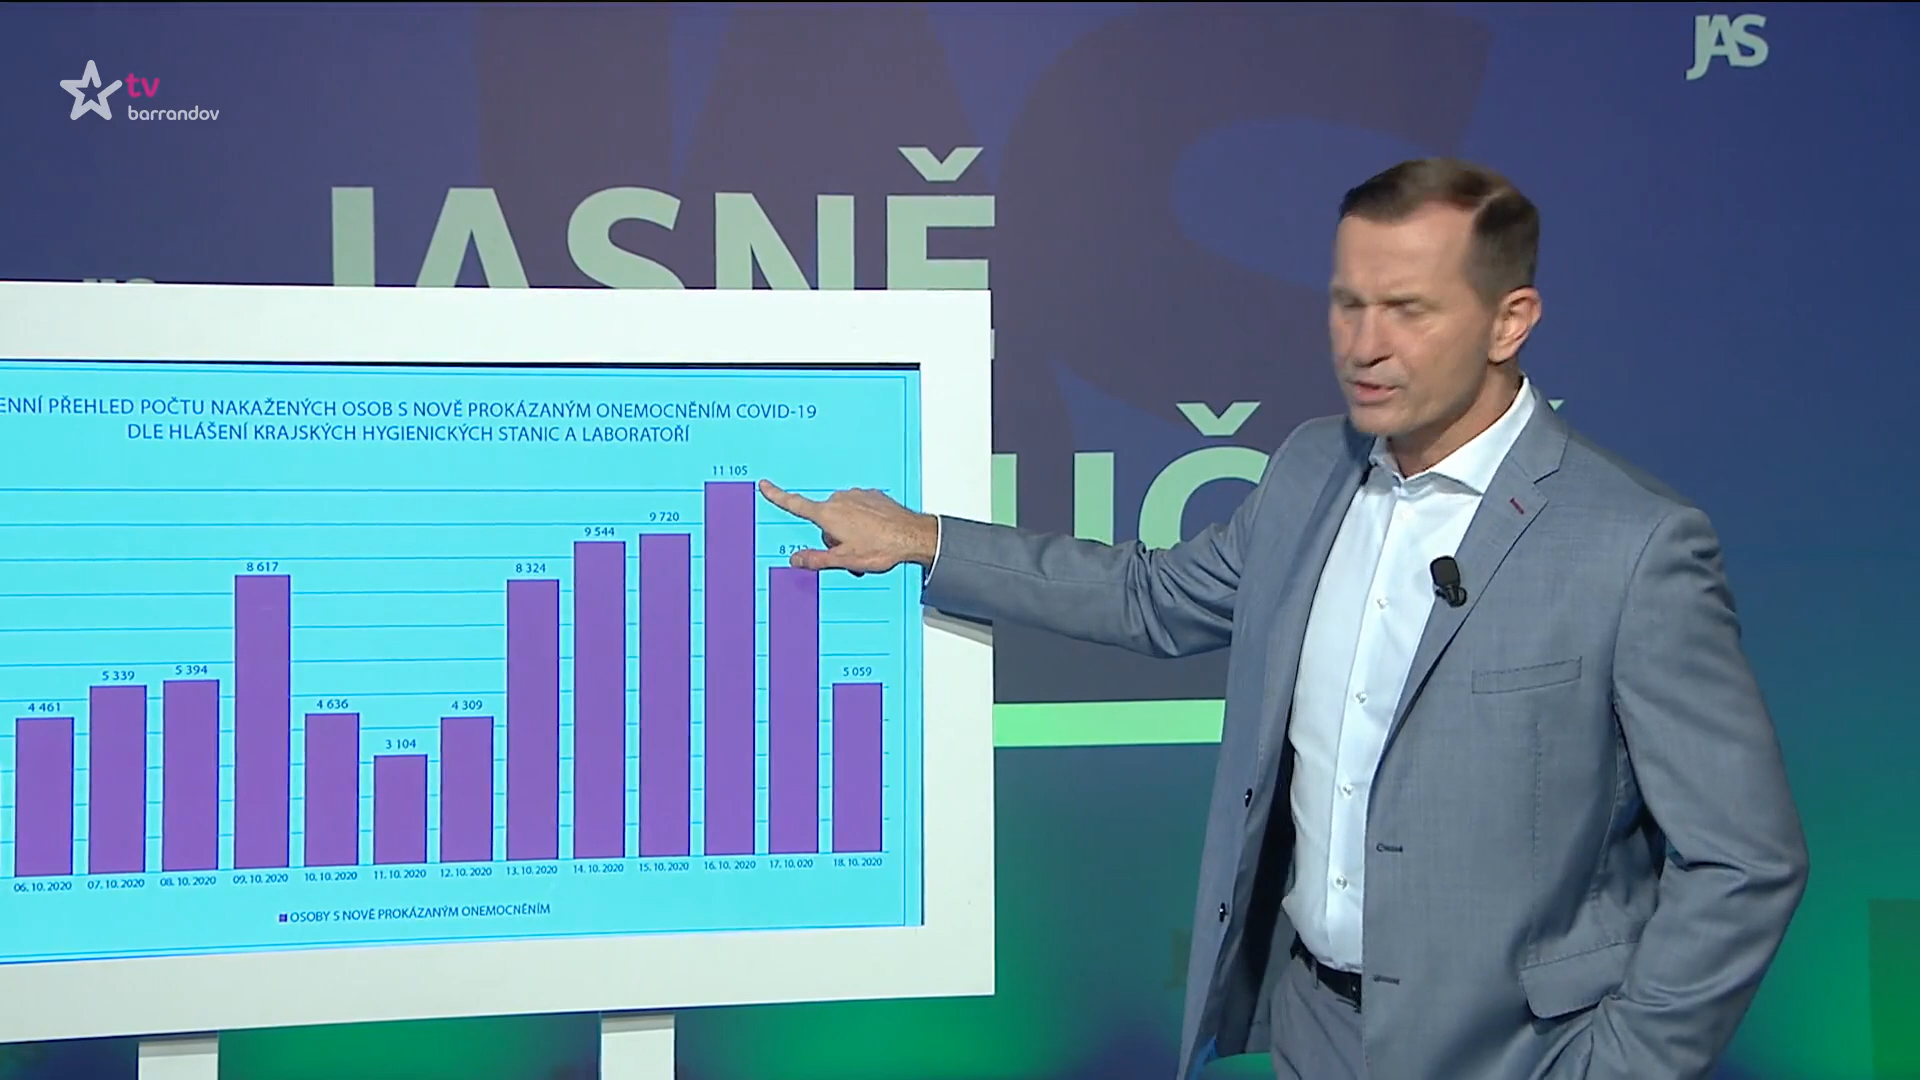 tv
barrandov
JAS
JASNĚ
ENNÍ PŘEHLED POČTU NAKAŽENÝCH OSOB S NOVĚ PROKÁZANÝM ONEMOCNĚNÍM COVID-19
DLE HLÁŠENÍ KRAJSKÝCH HYGIENICKÝCH STANIC A LABORATOŘÍ
UČ
4 461
5 339
5 394
8 617
4 636
3 104
4 309
8 324
9 544
9 720
11 105
8 71
5 059
06. 10. 2020
07. 10. 2020
08. 10. 2020
09. 10. 2020
10. 10. 2020
11. 10. 2020
12. 10. 2020
13. 10. 2020
14. 10. 2020
15. 10. 2020
16. 10. 2020
17. 10. 020
18. 10. 2020
OSOBY S NOVĚ PROKÁZANÝM ONEMOCNĚNÍM